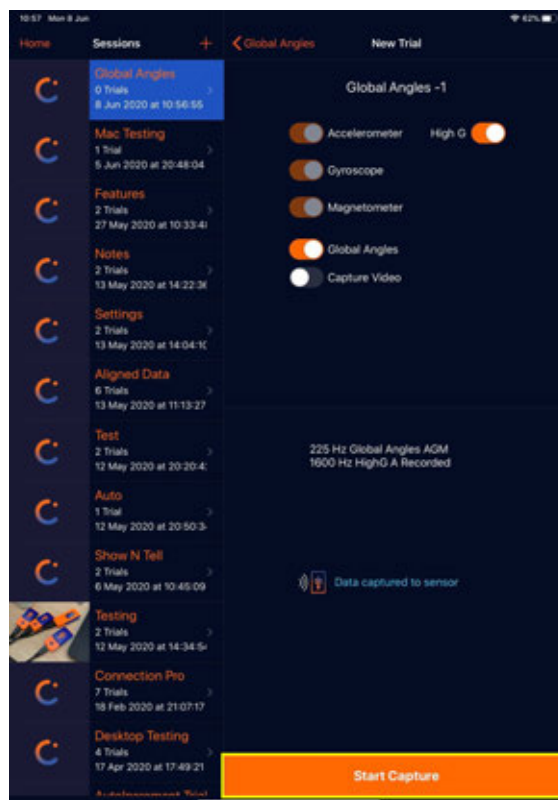 10:57 Mon 8 Jun
62%
Home
Sessions
+
Global Angles
New Trial
Global Angles
0 Trials
8 Jun 2020 at 10:56:55
Mac Testing
1 Trial
5 Jun 2020 at 20:48:04
Features
2 Trials
27 May 2020 at 10:33:4
Notes
2 Trials
13 May 2020 at 14:22:3
Settings
2 Trials
13 May 2020 at 14:04:1
Aligned Data
6 Trials
13 May 2020 at 11:13:27
Test
2 Trials
12 May 2020 at 20:20:4
Auto
1 Trial
12 May 2020 at 20:50:3
Show N Tell
2 Trials
6 May 2020 at 10:45:09
Testing
2 Trials
12 May 2020 at 14:34:5
Connection Pro
7 Trials
18 Feb 2020 at 21:07:17
Desktop Testing
4 Trials
17 Apr 2020 at 17:49:21
AutoIncrement Trial
Global Angles -1
Accelerometer High G
Gyroscope
Magnetometer
Global Angles
Capture Video
225 Hz Global Angles AGM
1600 Hz HighG A Recorded
Data captured to sensor
Start Capture